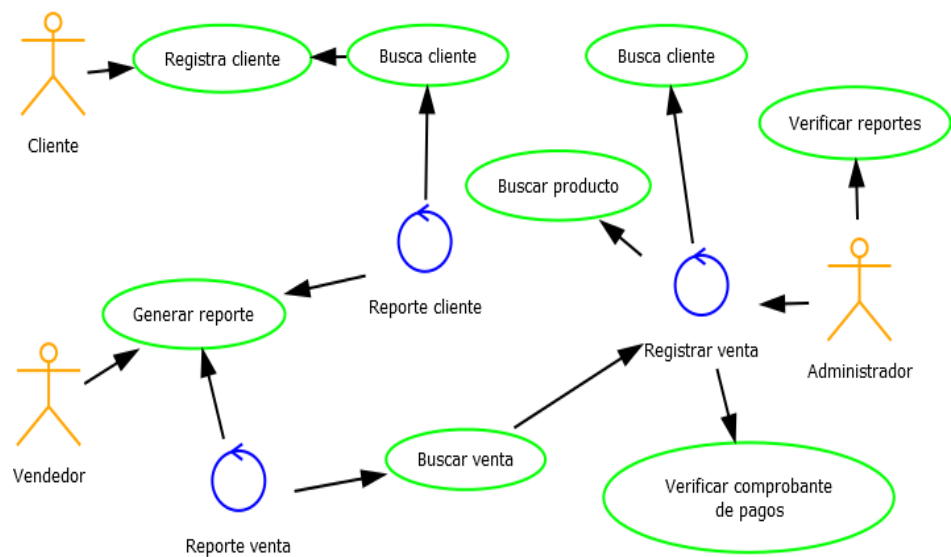 Registra cliente
Busca cliente
Busca cliente
Verificar reportes
Cliente
Buscar producto
Reporte cliente
Generar reporte
Registrar venta
Administrador
Vendedor
Buscar venta
Verificar comprobante
de pagos
Reporte venta